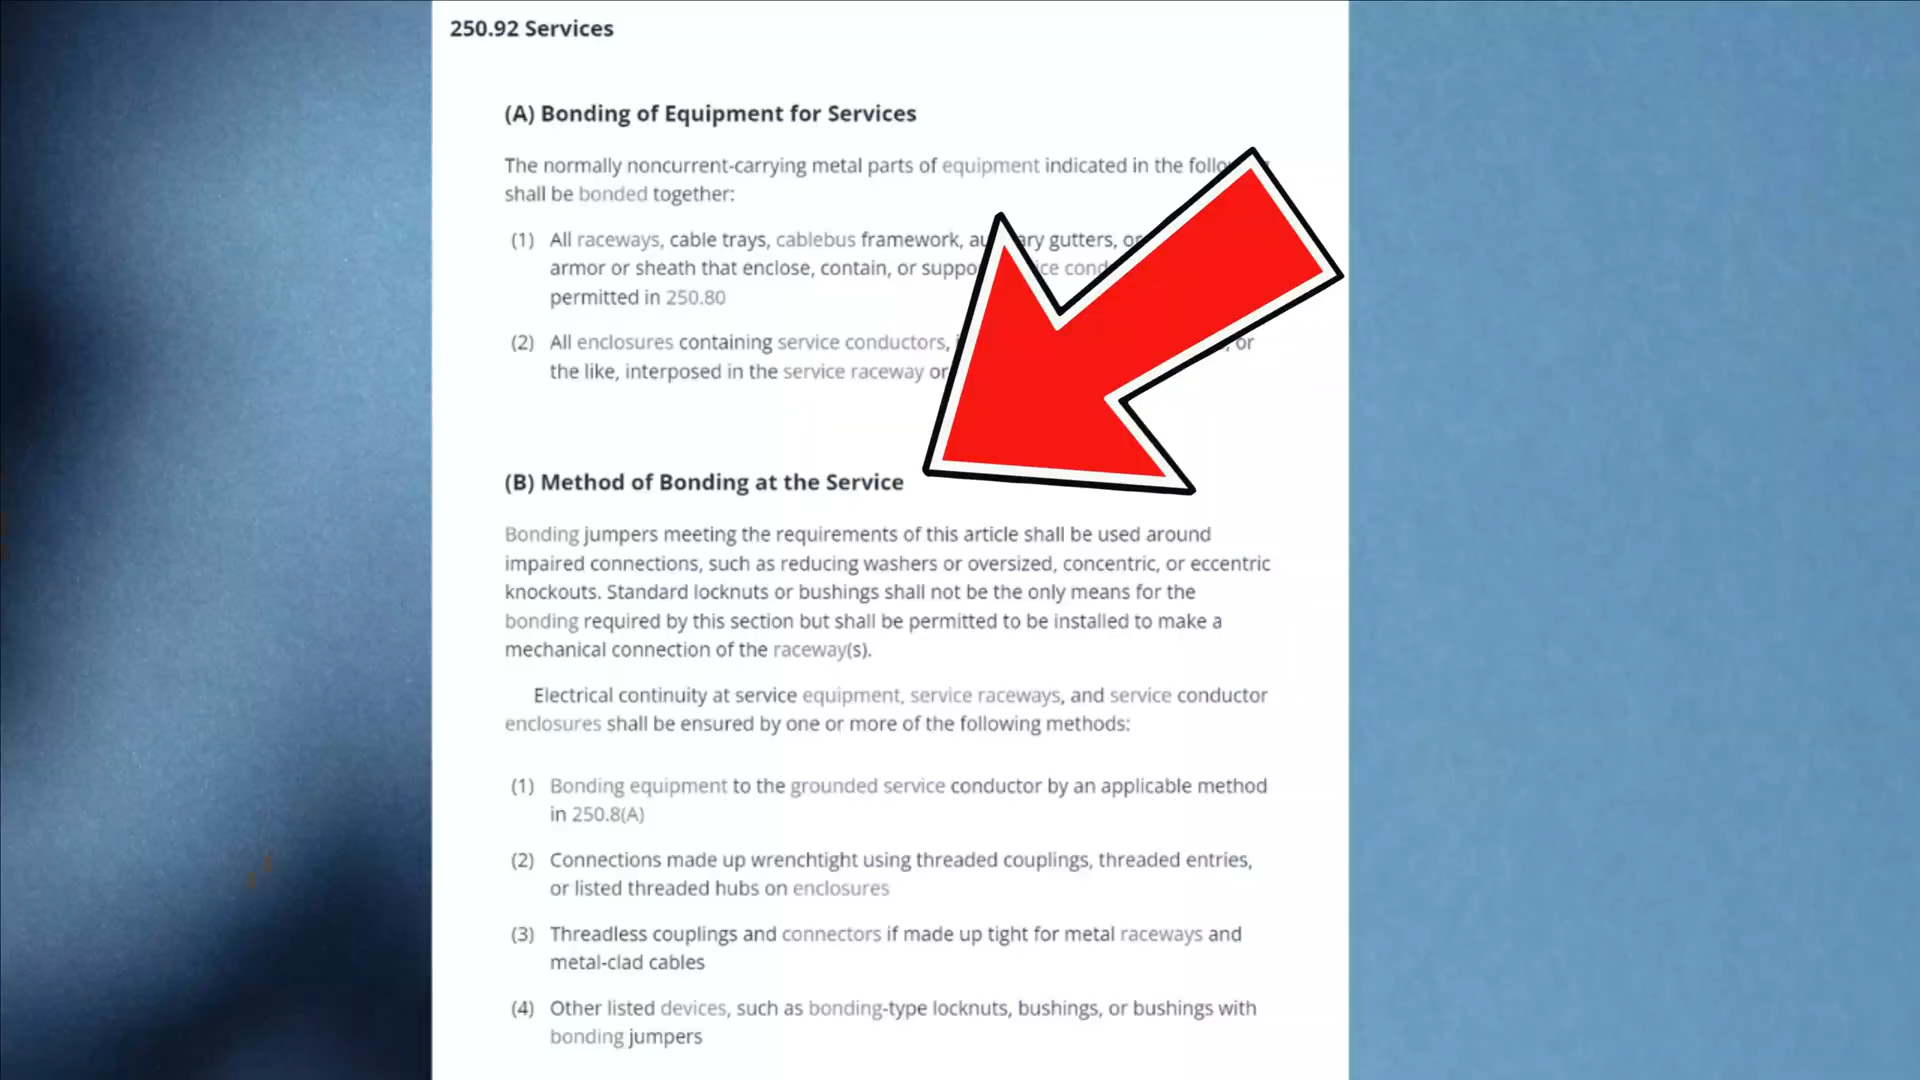 250.92 Services
(A) Bonding of Equipment for Services
The normally noncurrent-carrying metal parts of equipment indicated in the
shall be bonded together:
(1) All raceways, cable trays, cablebus framework, gutters,
armor or sheath that enclose, contain, or
permitted in 250.80
(2) All enclosures containing service conductors, or
the like, interposed in the service raceway or
(B) Method of Bonding at the Service
Bonding jumpers meeting the requirements of this article shall be used around
impaired connections, such as reducing washers or oversized, concentric, or eccentric
knockouts. Standard locknuts or bushings shall not be the only means for the
bonding required by this section but shall be permitted to be installed to make a
mechanical connection of the raceway(s).
Electrical continuity at service equipment, service raceways, and service conductor
enclosures shall be ensured by one or more of the following methods:
(1) Bonding equipment to the grounded service conductor by an applicable method
in 250.8(A)
(2) Connections made up wrenchtight using threaded couplings, threaded entries,
or listed threaded hubs on enclosures
(3) Threadless couplings and connectors if made up tight for metal raceways and
metal-clad cables
(4) Other listed devices, such as bonding-type locknuts, bushings, or bushings with
bonding jumpers